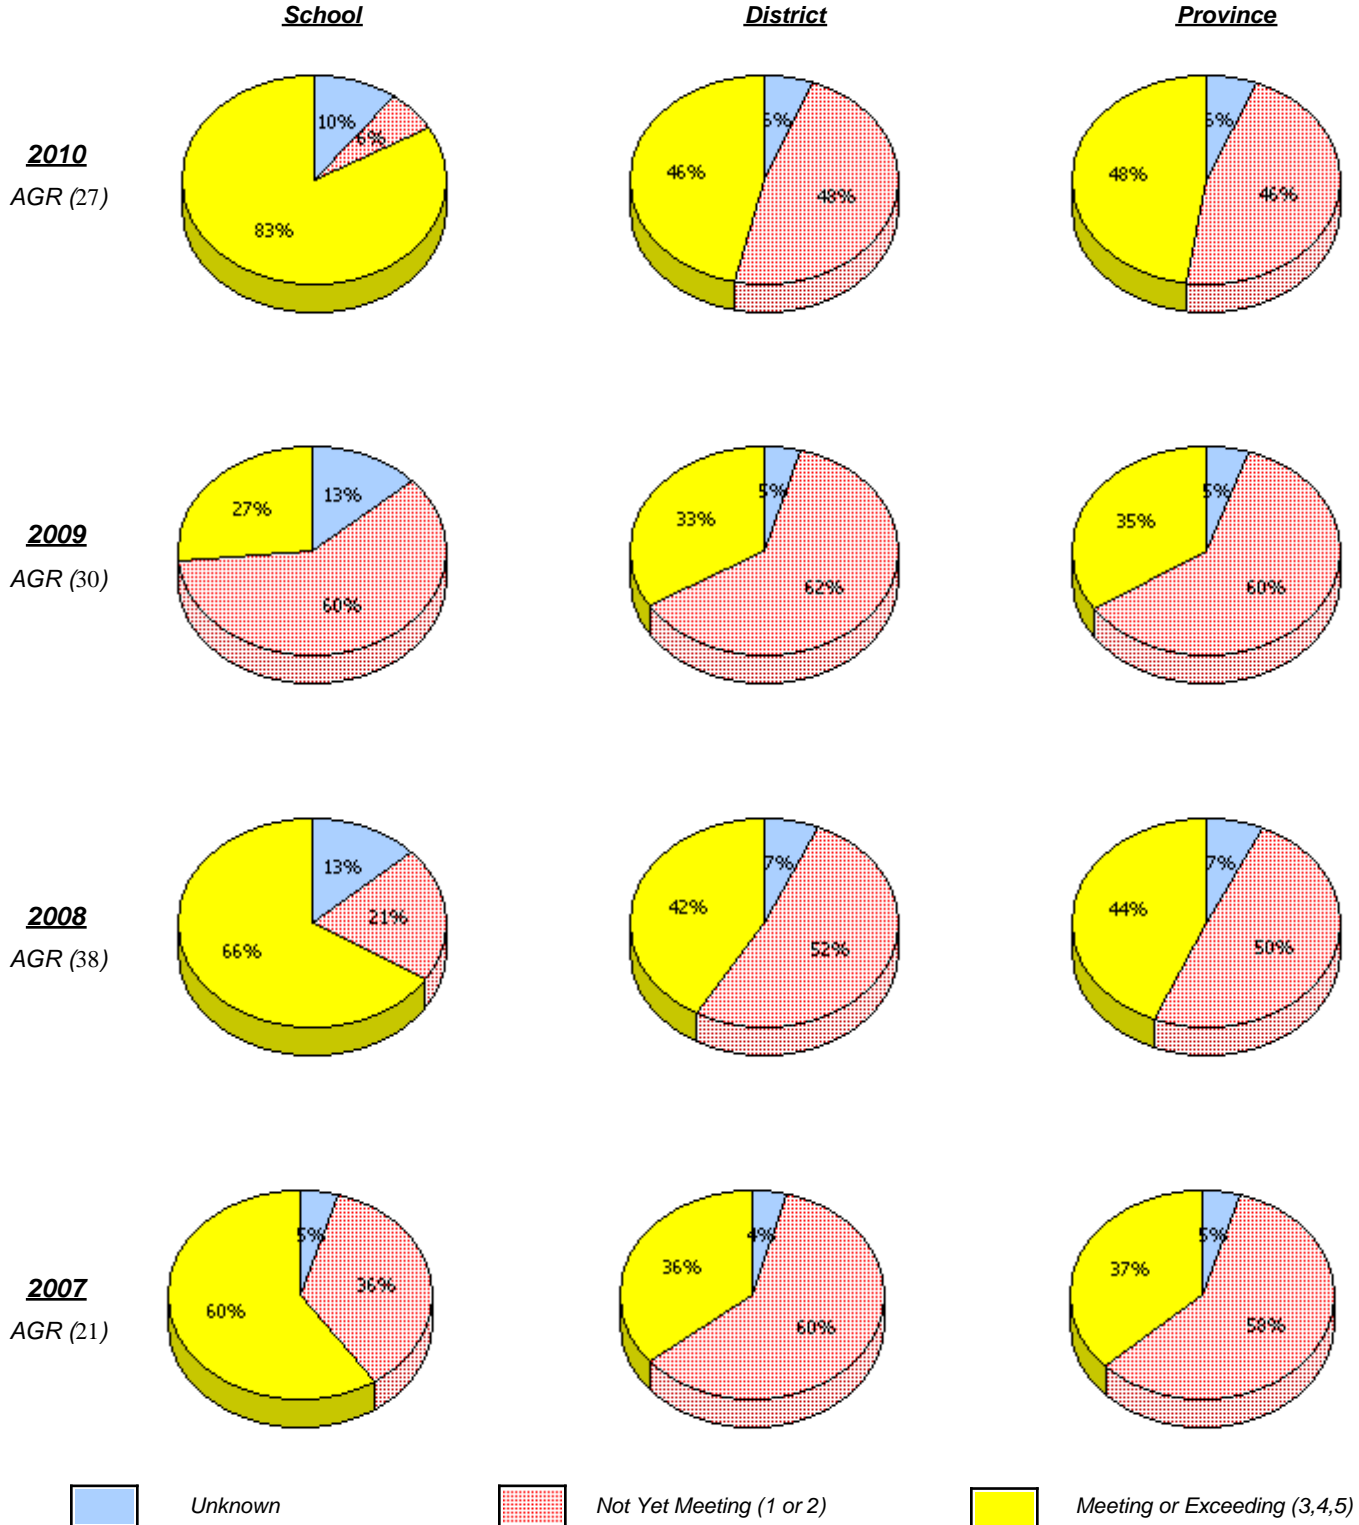 School District Province
10% 6% 83%
6% 48% 46%
6% 46% 48%
2010
AGR (27)
13% 60% 27%
5% 62% 33%
5% 60% 35%
2009
AGR (30)
13% 21% 66%
7% 52% 42%
7% 50% 44%
2008
AGR (38)
5% 36% 60%
4% 60% 36%
5% 58% 37%
2007
AGR (21)
Unknown Not Yet Meeting (1 or 2) Meeting or Exceeding (3,4,5)